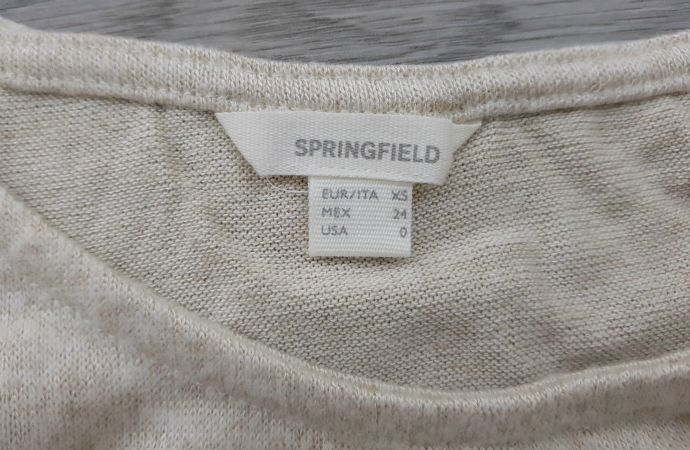 SPRINGFIELD
EUR/ITA XS
MEX 24
USA 0